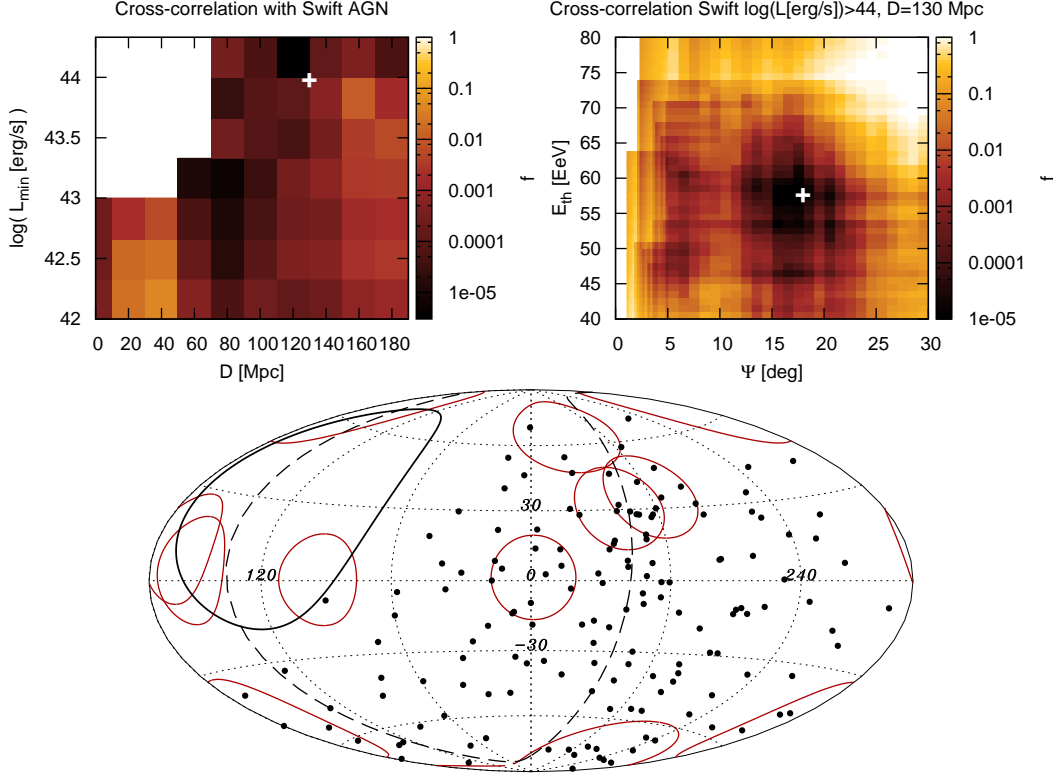 Cross-correlation with Swift AGN
44
43.5
43
42.5
42
log( L_min [erg/s] )
0 20 40 60 80 100 120 140 160 180
D [Mpc]
1
0.1
0.01
0.001
0.0001
1e-05
f
Cross-correlation Swift log(L[erg/s])>44, D=130 Mpc
80
75
70
65
60
55
50
45
40
E_th [EeV]
0 5 10 15 20 25 30
Ψ [deg]
1
0.1
0.01
0.001
0.0001
1e-05
f
30
120 0 240
−30